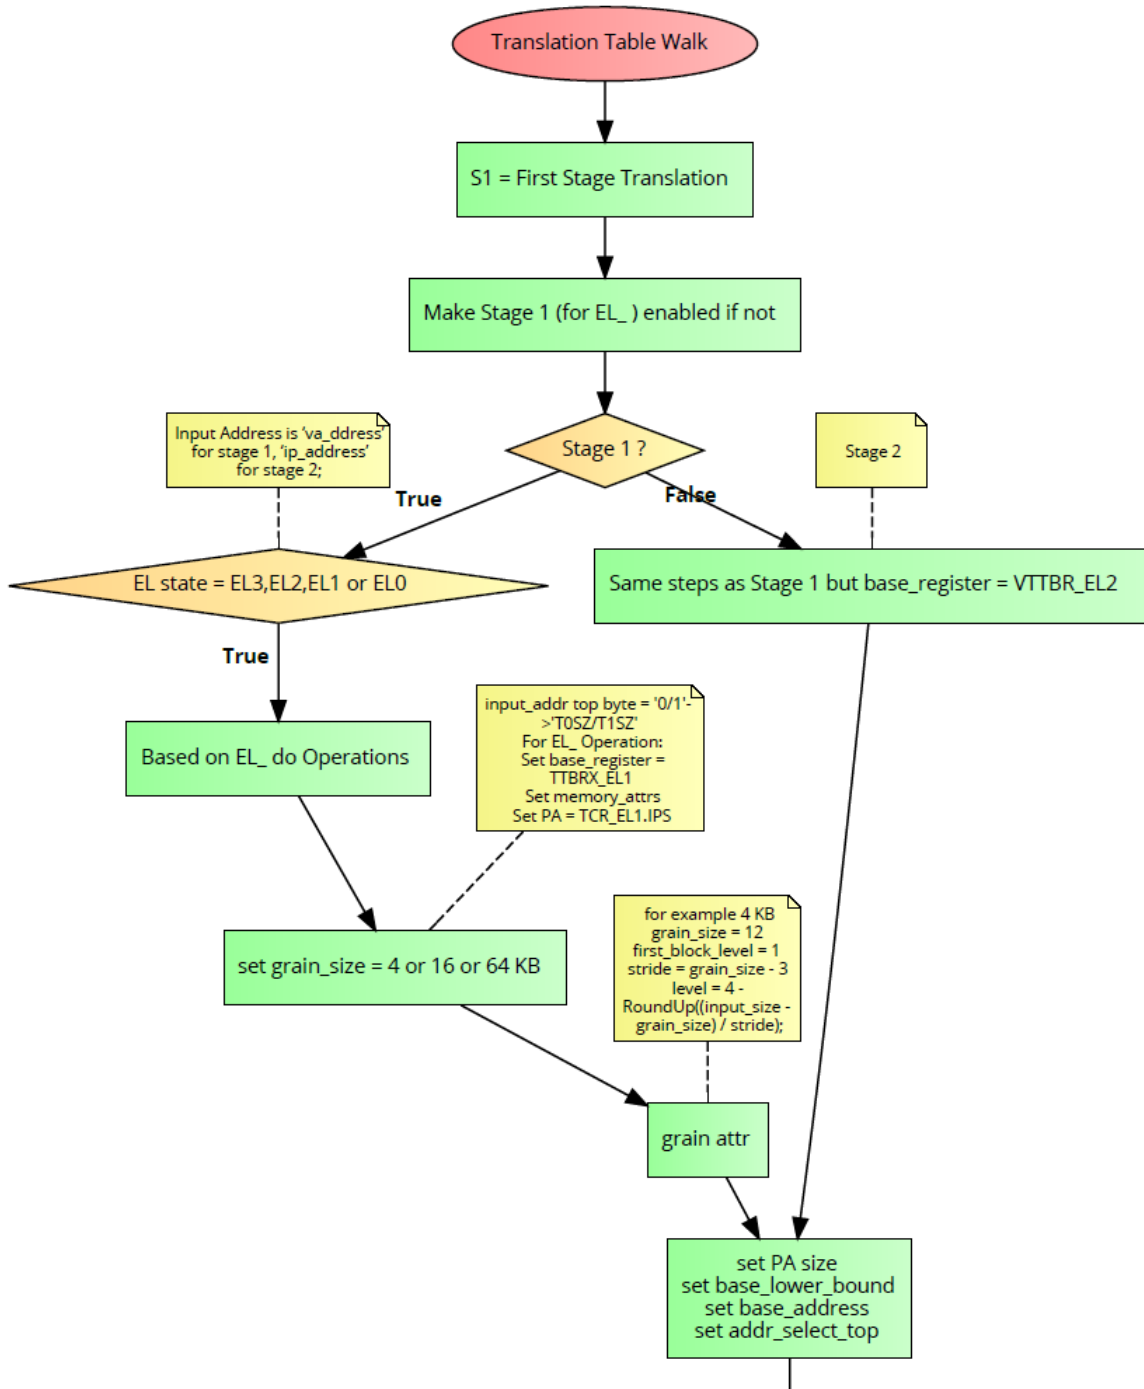 Translation Table Walk
S1 = First Stage Translation
Make Stage 1 (for EL_ ) enabled if not
Input Address is ‘va_ddress’
for stage 1, ‘ip_address’
for stage 2;
Stage 1 ?
Stage 2
True
False
EL state = EL3,EL2,EL1 or EL0
Same steps as Stage 1 but base_register = VTTBR_EL2
True
input_addr top byte = '0/1'-
>'T0SZ/T1SZ'
For EL_ Operation:
Set base_register =
TTBRX_EL1
Set memory_attrs
Set PA = TCR_EL1.IPS
Based on EL_ do Operations
set grain_size = 4 or 16 or 64 KB
for example 4 KB
grain_size = 12
first_block_level = 1
stride = grain_size - 3
level = 4 -
RoundUp((input_size -
grain_size) / stride);
grain attr
set PA size
set base_lower_bound
set base_address
set addr_select_top